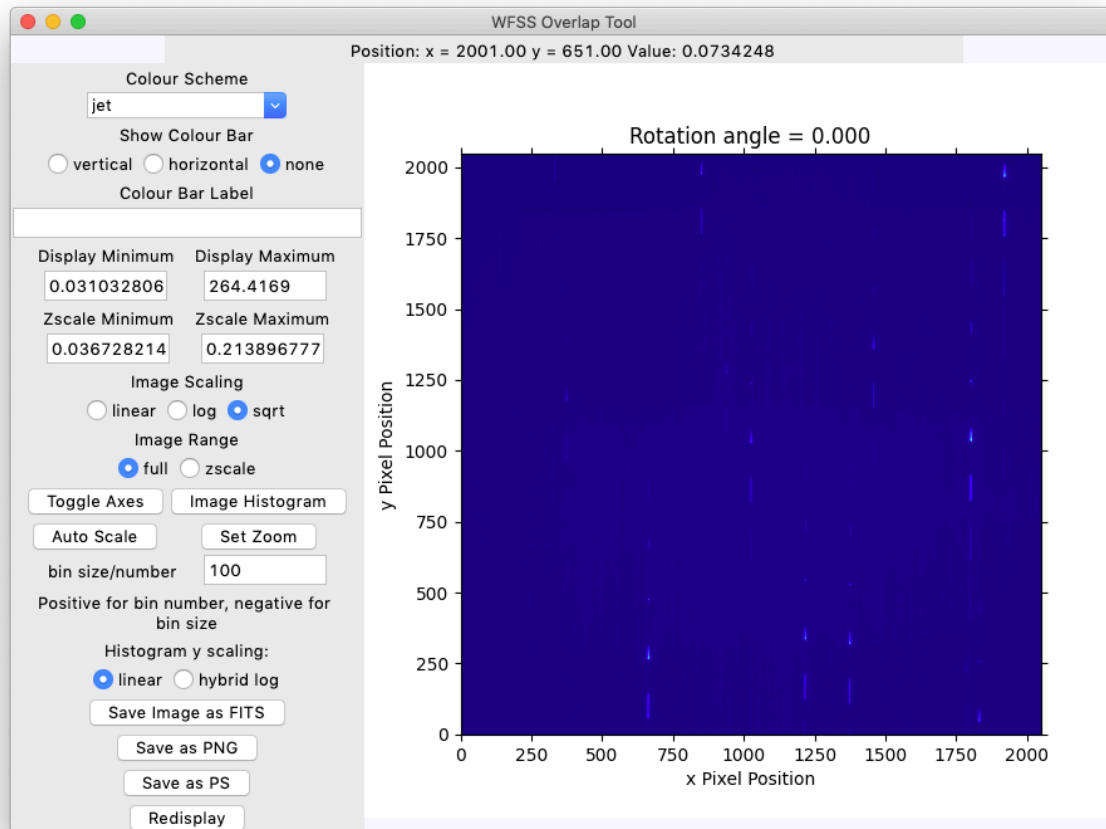 WFSS Overlap Tool
Position: x = 2001.00 y = 651.00 Value: 0.0734248
Colour Scheme
jet
Show Colour Bar
vertical horizontal none
Colour Bar Label
Display Minimum Display Maximum
0.031032806 264.4169
Zscale Minimum Zscale Maximum
0.036728214 0.213896777
Image Scaling
linear log sqrt
Image Range
full zscale
Toggle Axes Image Histogram
Auto Scale Set Zoom
bin size/number 100
Positive for bin number, negative for
bin size
Histogram y scaling:
linear hybrid log
Save Image as FITS
Save as PNG
Save as PS
Redisplay
Rotation angle = 0.000
y Pixel Position
2000
1750
1500
1250
1000
750
500
250
0
0 250 500 750 1000 1250 1500 1750 2000
x Pixel Position